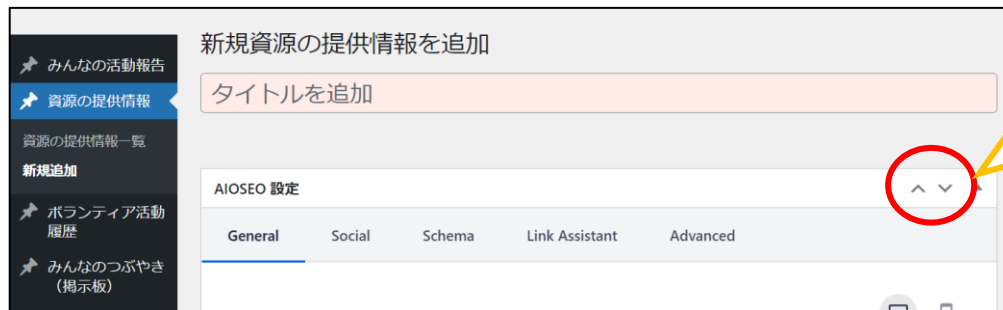 新規資源の提供情報を追加
タイトルを追加
みんなの活動報告
資源の提供情報
資源の提供情報一覧
新規追加
ボランティア活動
履歴
みんなのつぶやき
（掲示板）
AIOSEO 設定
General Social Schema Link Assistant Advanced